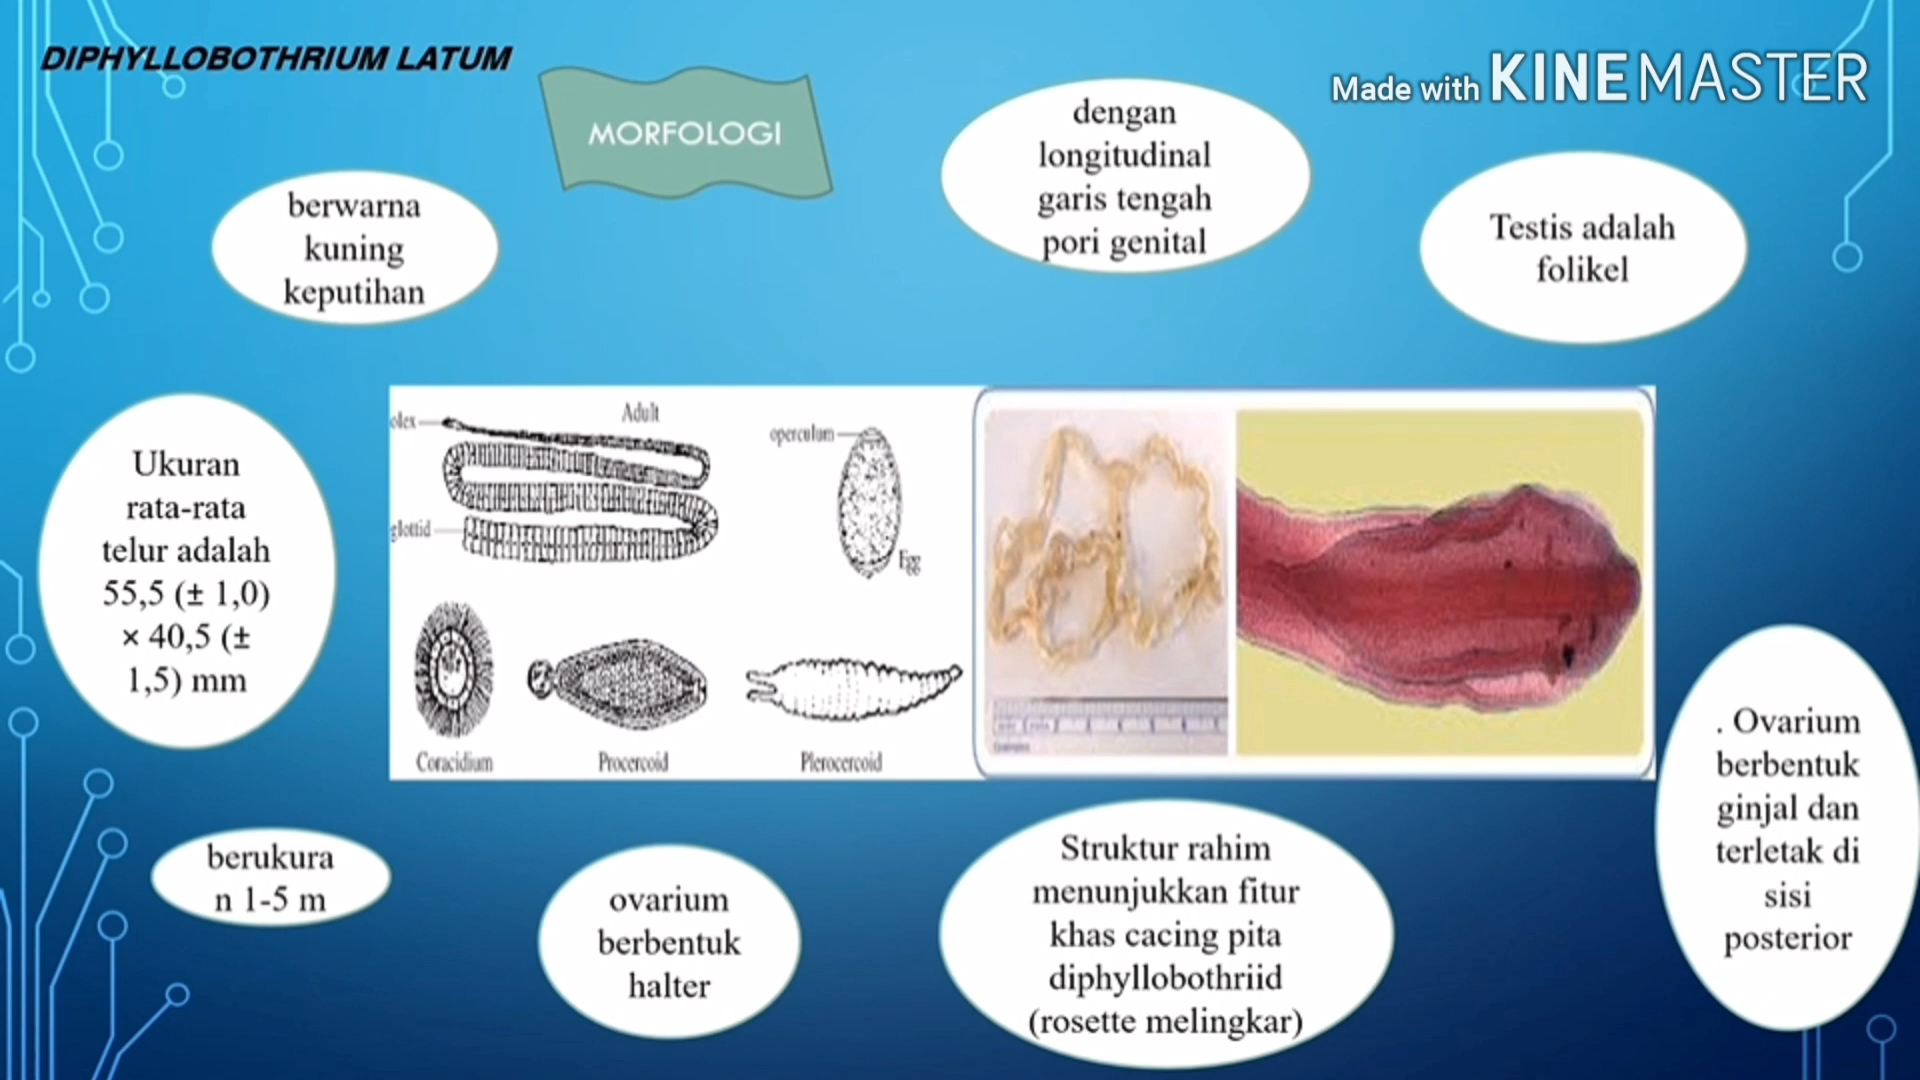 DIPHYLLOBOTHRIUM LATUM
Made with KINEMASTER
MORFOLOGI
berwarna
kuning
keputihan
dengan
longitudinal
garis tengah
pori genital
Testis adalah
folikel
Ukuran
rata-rata
telur adalah
55,5 (± 1,0)
× 40,5 (±
1,5) mm
olex
Adult
operculum
glottid
Egg
Coracidium
Procercoid
Plerocercoid
berukura
n 1-5 m
ovarium
berbentuk
halter
Struktur rahim
menunjukkan fitur
khas cacing pita
diphyllobothriid
(rosette melingkar)
. Ovarium
berbentuk
ginjal dan
terletak di
sisi
posterior